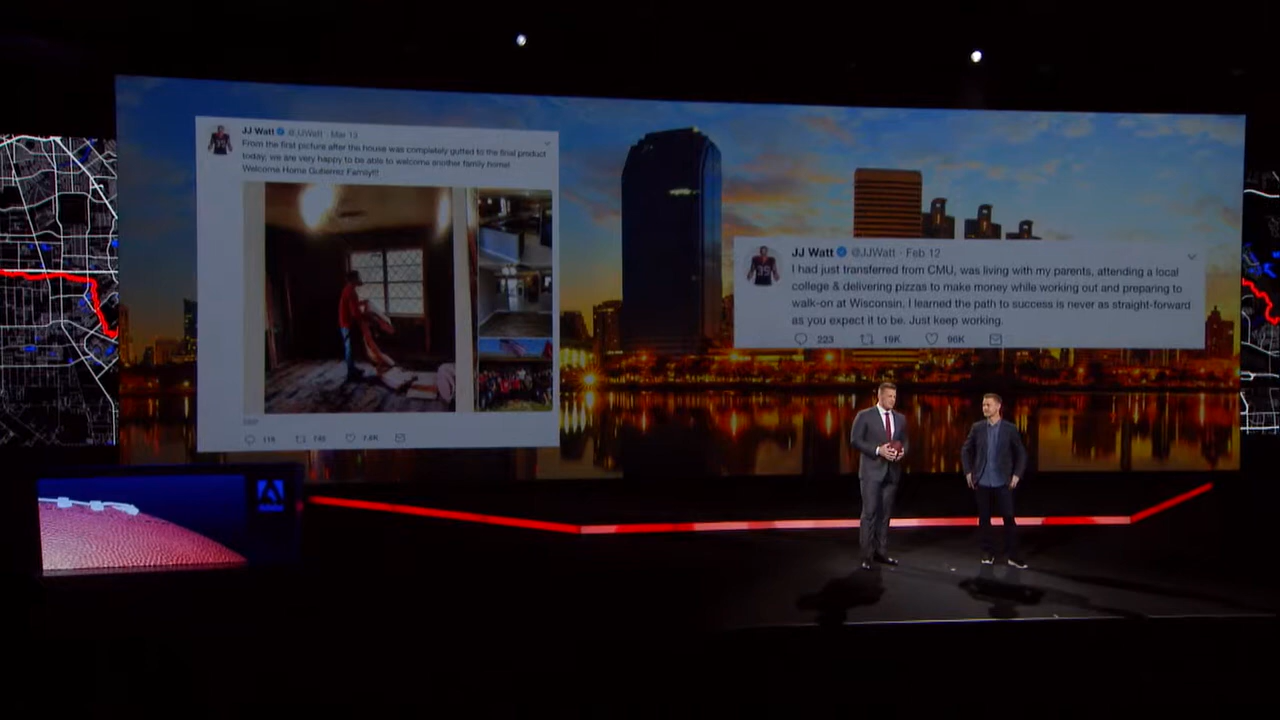 JJ Watt @JJWatt · Mar 13
From the first picture after the house was completely gutted to the final product
today, we are very happy to be able to welcome another family home!
Welcome Home Gutierrez Family!!!
JJ Watt @JJWatt · Feb 12
I had just transferred from CMU, was living with my parents, attending a local
college & delivering pizzas to make money while working out and preparing to
walk-on at Wisconsin. I learned the path to success is never as straight-forward
as you expect it to be. Just keep working.
223 19K 96K
Adobe